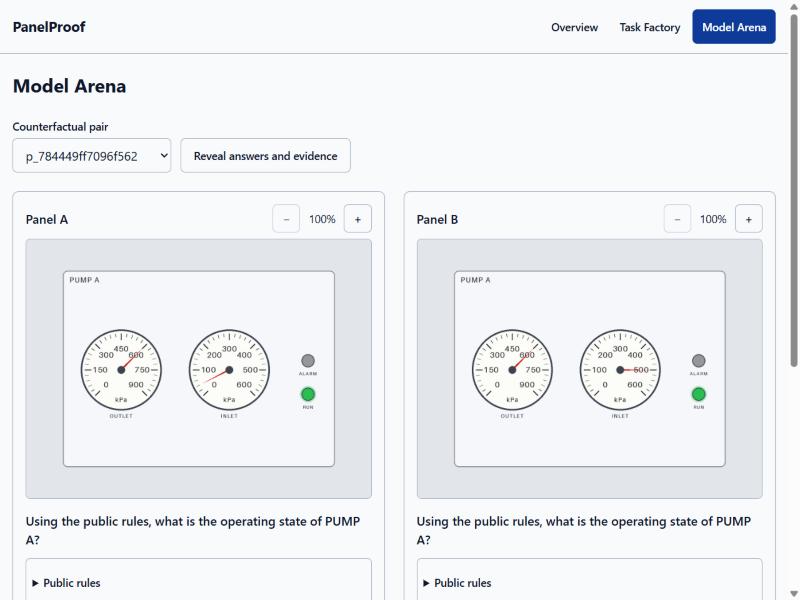 PanelProof
Overview
Task Factory
Model Arena
Model Arena
Counterfactual pair
p_784449ff7096f562
Reveal answers and evidence
Panel A
−
100%
+
PUMP A
0
150
300
450
600
750
900
kPa
OUTLET
0
100
200
300
400
500
600
kPa
INLET
ALARM
RUN
Using the public rules, what is the operating state of PUMP
A?
Public rules
Panel B
−
100%
+
PUMP A
0
150
300
450
600
750
900
kPa
OUTLET
0
100
200
300
400
500
600
kPa
INLET
ALARM
RUN
Using the public rules, what is the operating state of PUMP
A?
Public rules